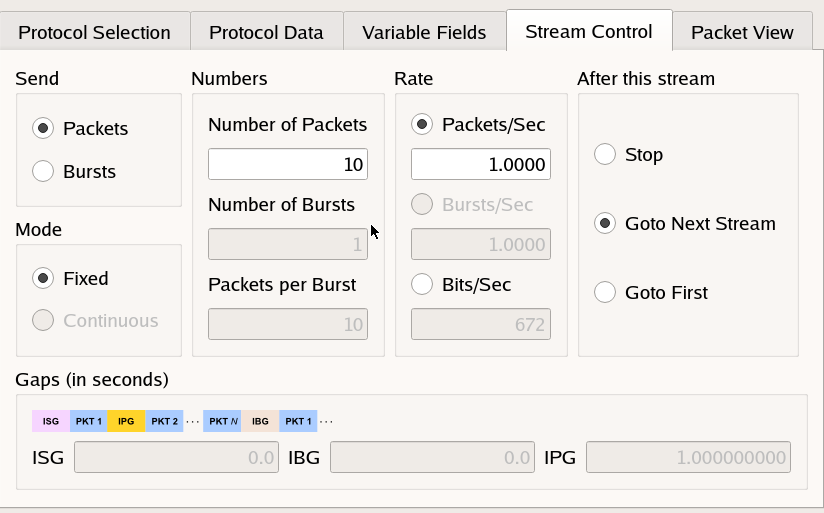 Protocol Selection
Protocol Data
Variable Fields
Stream Control
Packet View
Send
Packets
Bursts
Mode
Fixed
Continuous
Numbers
Number of Packets
10
Number of Bursts
1
Packets per Burst
10
Rate
Packets/Sec
1.0000
Bursts/Sec
1.0000
Bits/Sec
672
After this stream
Stop
Goto Next Stream
Goto First
Gaps (in seconds)
ISG PKT 1 IPG PKT 2 ··· PKT N IBG PKT 1 ···
ISG 0.0 IBG 0.0 IPG 1.000000000